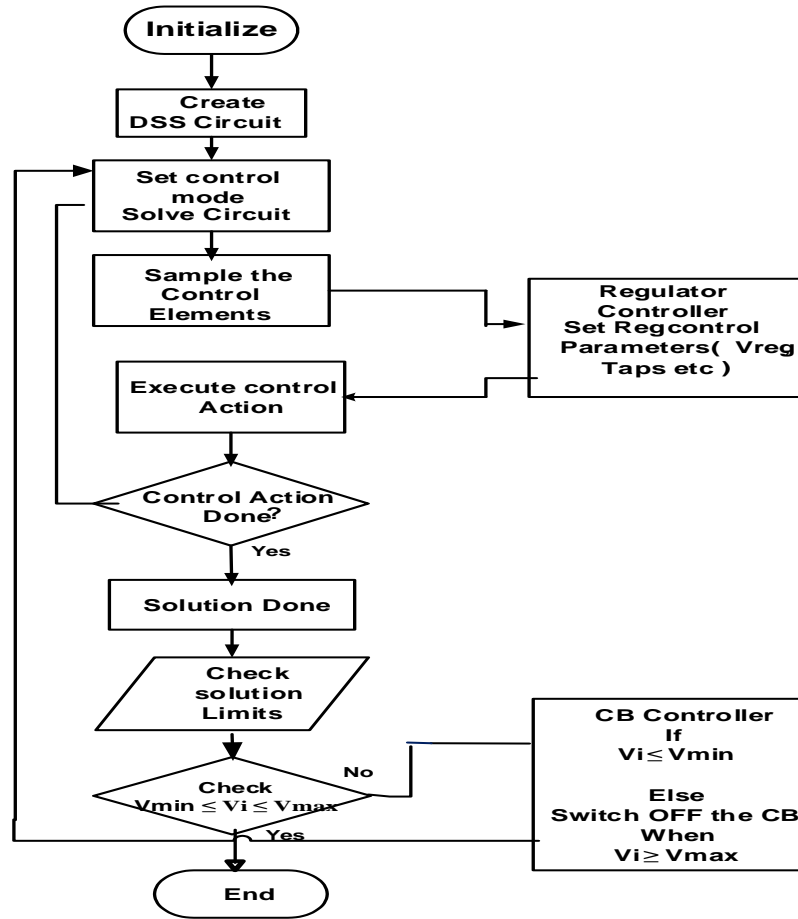 Initialize
Create
DSS Circuit
Set control
mode
Solve Circuit
Sample the
Control
Elements
Regulator
Controller
Set Regcontrol
Parameters( Vreg
Taps etc )
Execute control
Action
Control Action
Done?
Yes
Solution Done
Check
solution
Limits
No
Check
Vmin ≤ Vi ≤ Vmax
Yes
CB Controller
If
Vi ≤ Vmin
Else
Switch OFF the CB
When
Vi ≥ Vmax
End